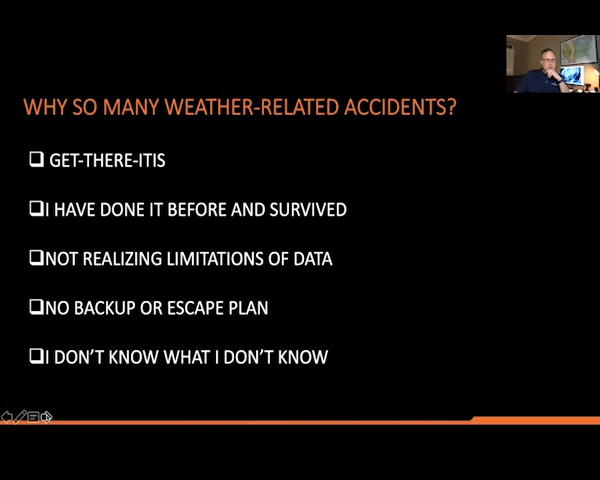 WHY SO MANY WEATHER-RELATED ACCIDENTS?
GET-THERE-ITIS
I HAVE DONE IT BEFORE AND SURVIVED
NOT REALIZING LIMITATIONS OF DATA
NO BACKUP OR ESCAPE PLAN
I DON'T KNOW WHAT I DON'T KNOW